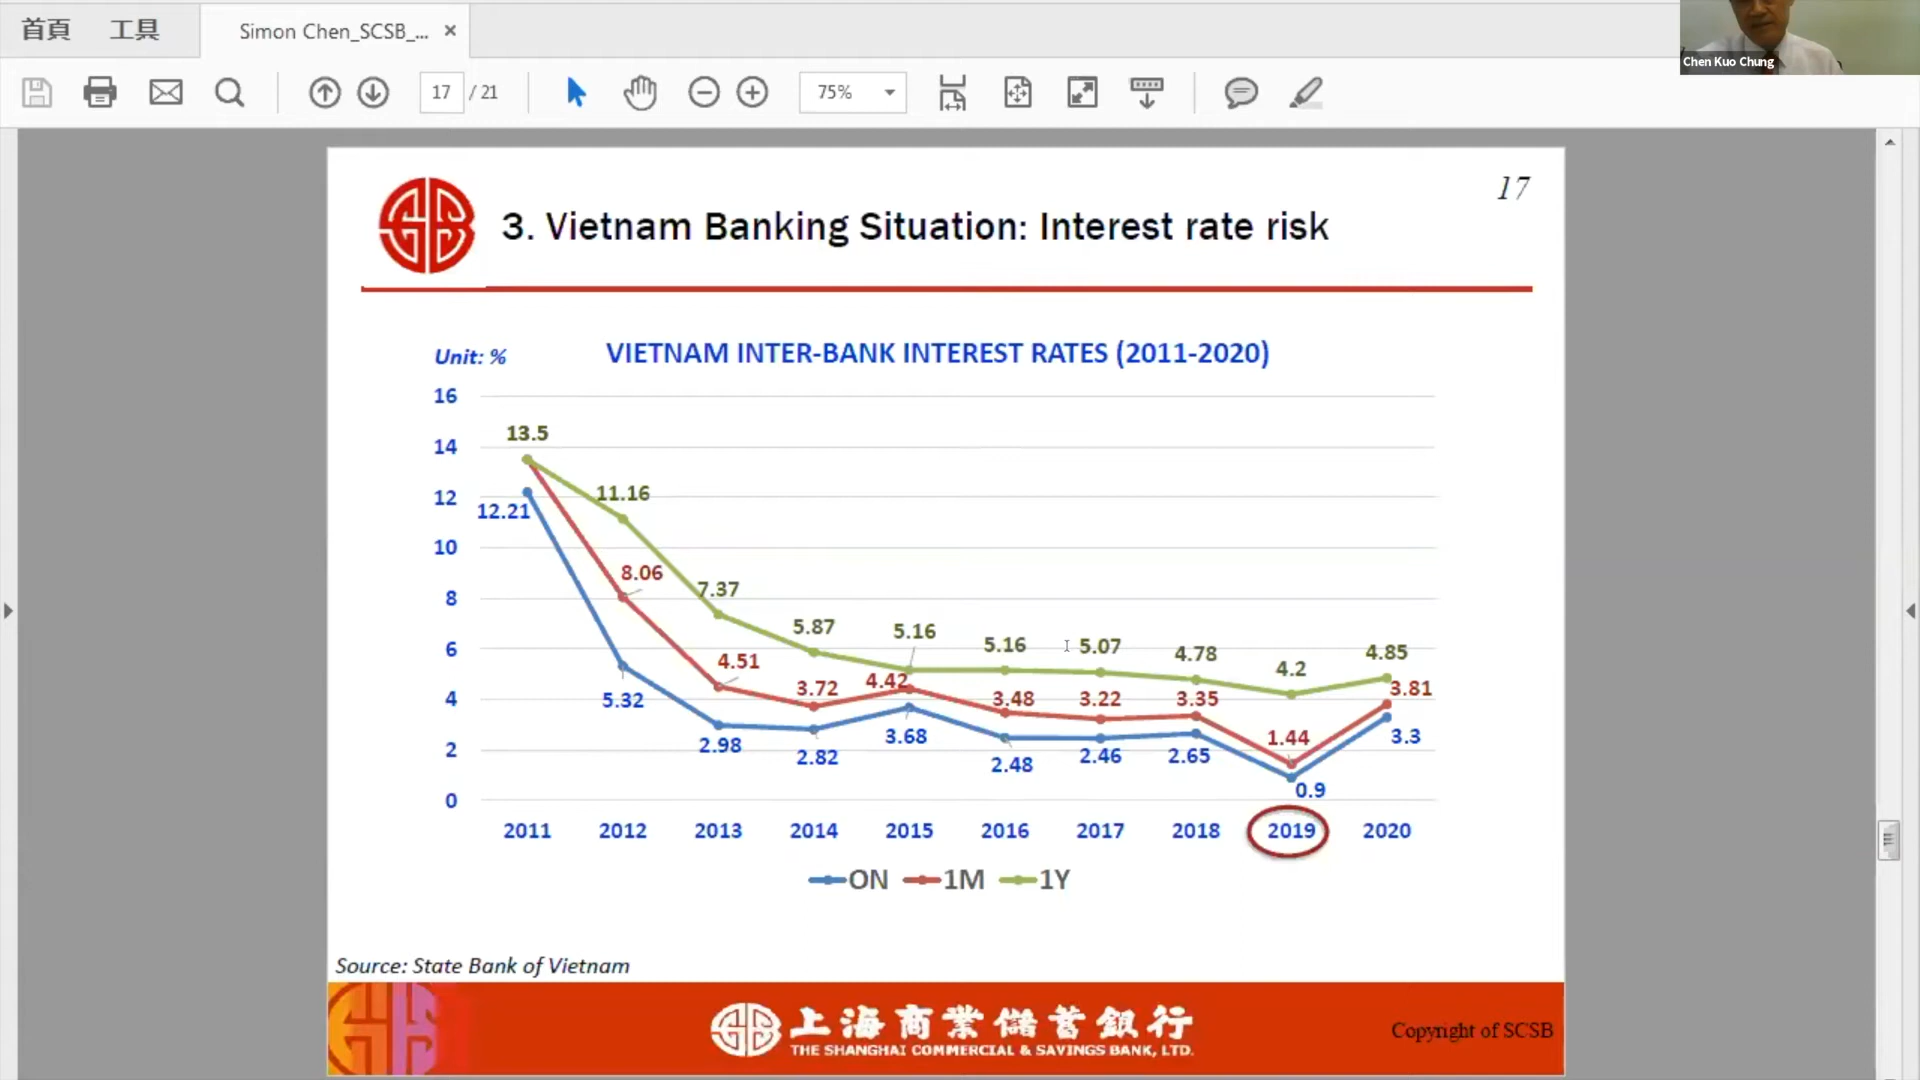 首頁 工具 Simon Chen_SCSB_... ×
17 / 21 75%
Chen Kuo Chung
17
3. Vietnam Banking Situation: Interest rate risk
Unit: % VIETNAM INTER-BANK INTEREST RATES (2011-2020)
16
14
12
10
8
6
4
2
0
13.5 11.16 7.37 5.87 5.16 5.16 5.07 4.78 4.2 4.85
8.06 4.51 3.72 4.42 3.48 3.22 3.35 1.44 3.81
12.21 5.32 2.98 2.82 3.68 2.48 2.46 2.65 0.9 3.3
2011 2012 2013 2014 2015 2016 2017 2018 2019 2020
ON 1M 1Y
Source: State Bank of Vietnam
上海商業儲蓄銀行
THE SHANGHAI COMMERCIAL & SAVINGS BANK, LTD.
Copyright of SCSB